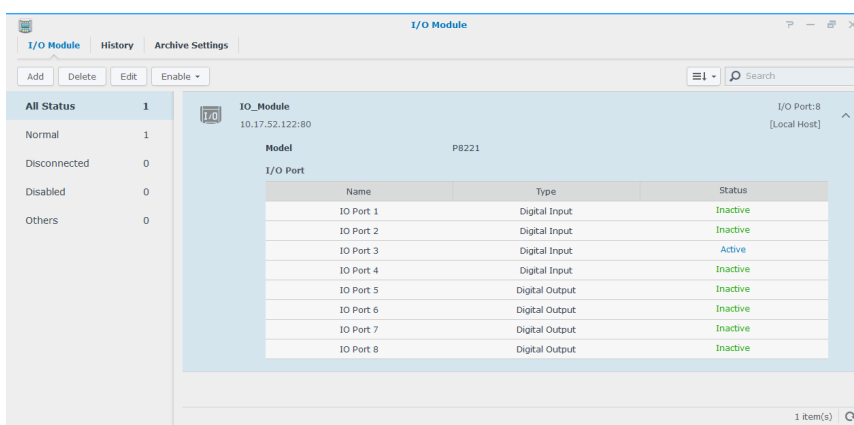 I/O Module
I/O Module History Archive Settings
Add Delete Edit Enable Search
All Status 1
Normal 1
Disconnected 0
Disabled 0
Others 0
I/O
IO_Module I/O Port:8
10.17.52.122:80 [Local Host]
Model P8221
I/O Port
Name Type Status
IO Port 1 Digital Input Inactive
IO Port 2 Digital Input Inactive
IO Port 3 Digital Input Active
IO Port 4 Digital Input Inactive
IO Port 5 Digital Output Inactive
IO Port 6 Digital Output Inactive
IO Port 7 Digital Output Inactive
IO Port 8 Digital Output Inactive
1 item(s)